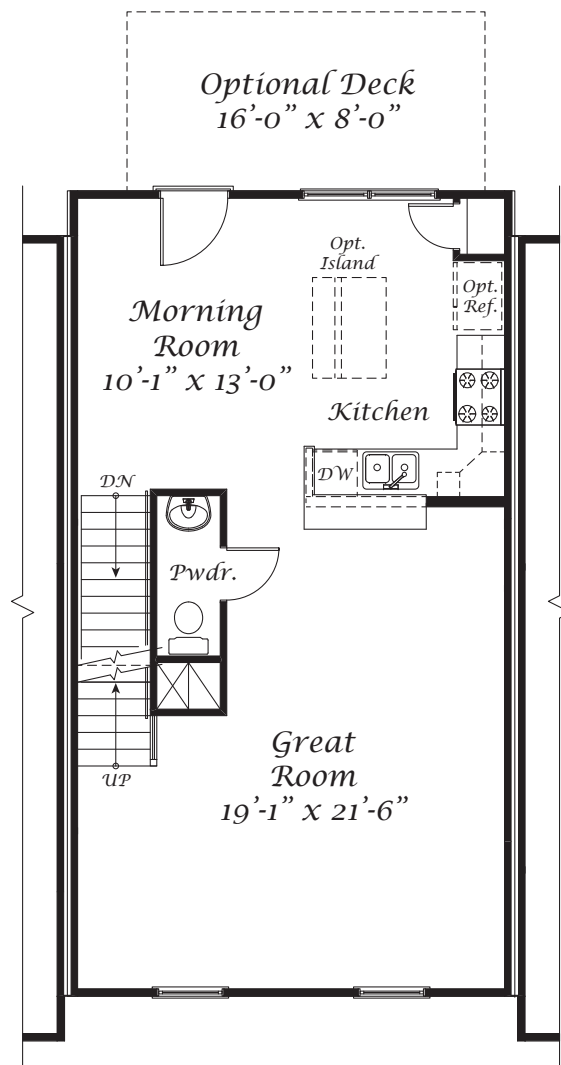 Optional Deck
16’-0” x 8’-0”
Opt.
Island
Opt.
Ref.
Morning
Room
10’-1” x 13’-0”
Kitchen
DW
DN
Pwdr.
UP
Great
Room
19’-1” x 21’-6”